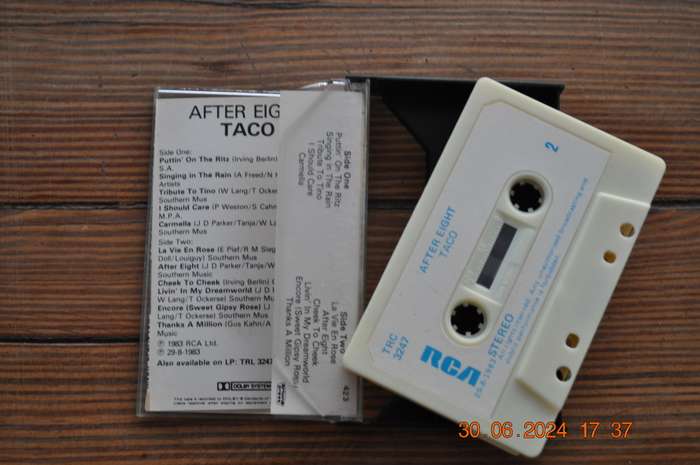 AFTER EIG
TACO
Side One:
Puttin' On The Ritz (Irving Berlin)
S.A.
Singing in The Rain (A Freed/N H
Artists
Tribute To Tino (W Lang/T Ockers
Southern Mus
I Should Care (P Weston/S Cahn
M.P.A.
Carmella (J D Parker/Tanja/W L
Southern Mus
Side Two:
La Vie En Rose (E Piaf/R M Siég
Doll/Louiguy) Southern Mus
After Eight (J D Parker/Tanja/W
Southern Music
Cheek To Cheek (Irving Berlin)
Livin' In My Dreamworld (J D
W Lang/T Ockerse) Southern M
Encore (Sweet Gipsy Rose) (J
/T Ockerse) Southern Mus
Thanks A Million (Gus Kahn/A
Music
Ⓟ 1983 RCA Ltd.
Ⓟ 29-8-1983
Also available on LP: TRL 3247
DOLBY SYSTEM
Side One
Puttin' On The Ritz
Singing in The Rain
Tribute To Tino
I Should Care
Carmella
Side Two
La Vie En Rose
After Eight
Cheek To Cheek
Livin' In My Dreamworld
Encore (Sweet Gipsy Rose)
Thanks A Million
423
2
AFTER EIGHT
TACO
TRC
3247
RCA
STEREO
30.06.2024 17 37